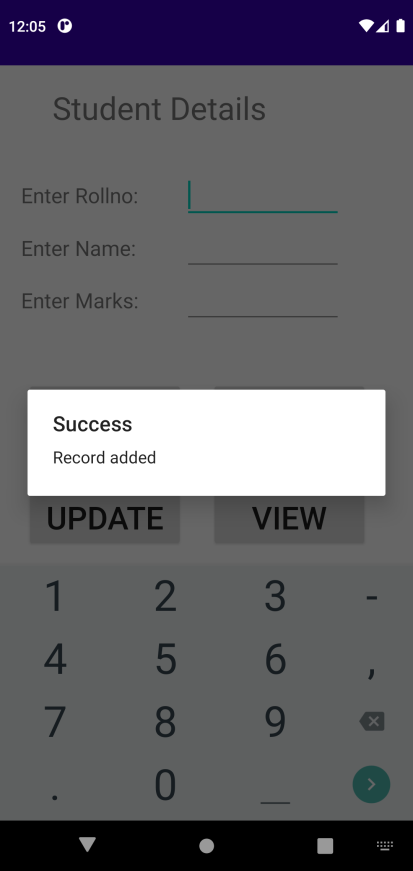 12:05
Student Details
Enter Rollno:
Enter Name:
Enter Marks:
Success
Record added
UPDATE VIEW
1 2 3 -
4 5 6 ,
7 8 9
. 0 _